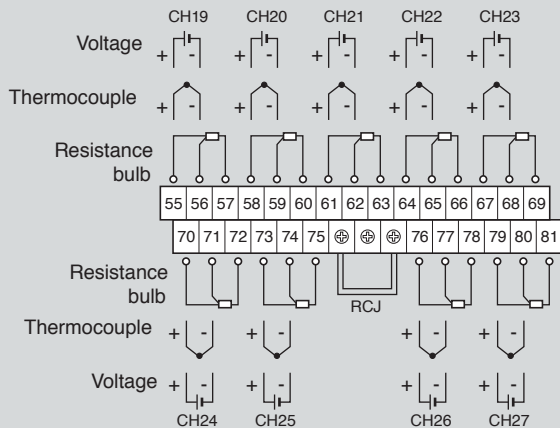 CH19 CH20 CH21 CH22 CH23
Voltage + - + - + - + - + -
Thermocouple + - + - + - + - + -
Resistance
bulb
55 56 57 58 59 60 61 62 63 64 65 66 67 68 69
70 71 72 73 74 75 76 77 78 79 80 81
Resistance
bulb
RCJ
Thermocouple + - + - + - + -
Voltage + - + - + - + -
CH24 CH25 CH26 CH27